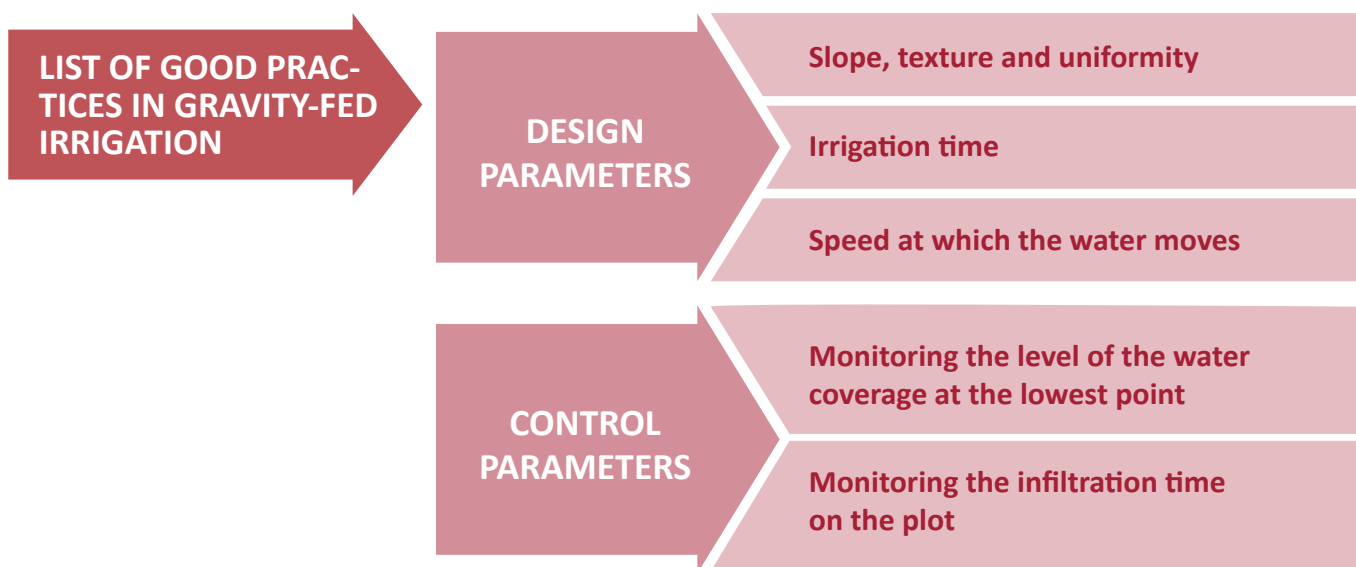 LIST OF GOOD PRAC-
TICES IN GRAVITY-FED
IRRIGATION
DESIGN
PARAMETERS
Slope, texture and uniformity
Irrigation time
Speed at which the water moves
CONTROL
PARAMETERS
Monitoring the level of the water
coverage at the lowest point
Monitoring the infiltration time
on the plot